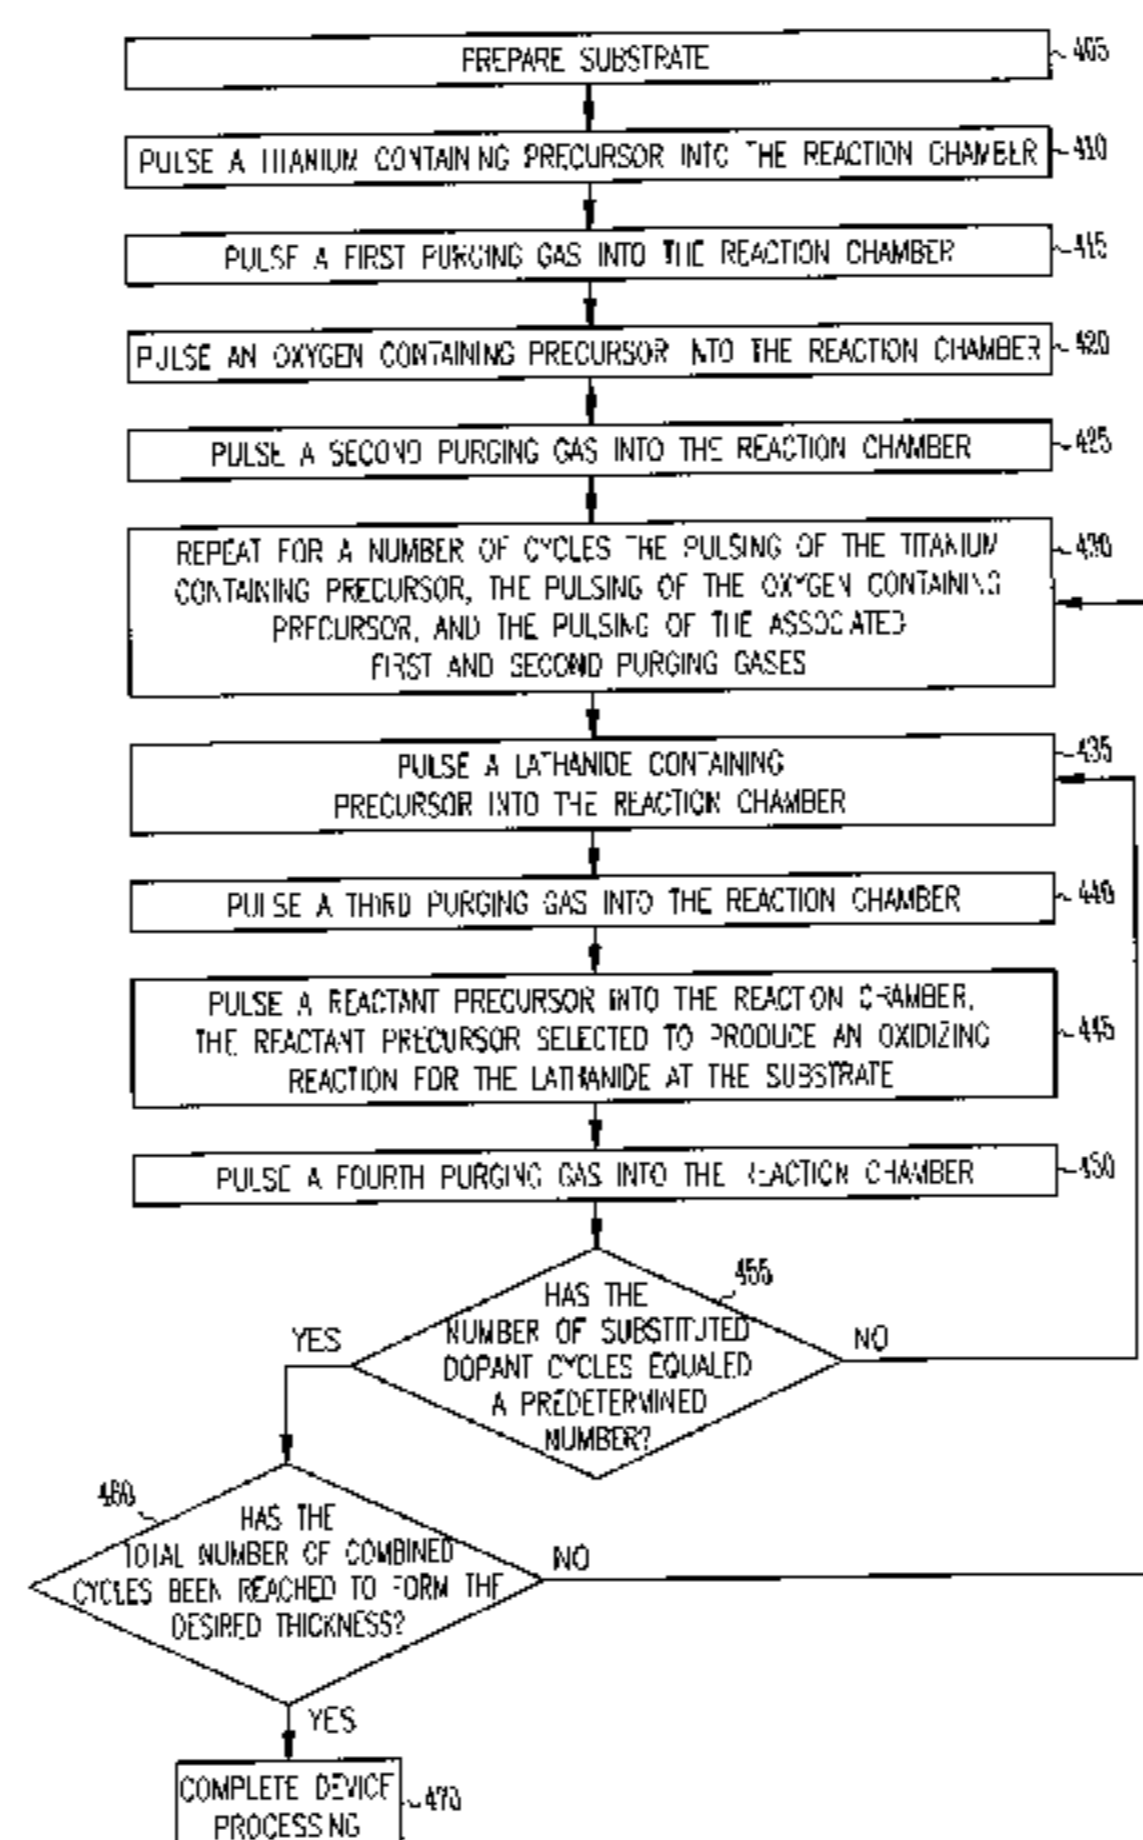 PREPARE SUBSTRATE
405
PULSE A TITANIUM CONTAINING PRECURSOR INTO THE REACTION CHAMBER
410
PULSE A FIRST PURGING GAS INTO THE REACTION CHAMBER
415
PULSE AN OXYGEN CONTAINING PRECURSOR INTO THE REACTION CHAMBER
420
PULSE A SECOND PURGING GAS INTO THE REACTION CHAMBER
425
REPEAT FOR A NUMBER OF CYCLES THE PULSING OF THE TITANIUM
CONTAINING PRECURSOR, THE PULSING OF THE OXYGEN CONTAINING
PRECURSOR, AND THE PULSING OF THE ASSOCIATED
FIRST AND SECOND PURGING GASES
430
PULSE A LATHANIDE CONTAINING
PRECURSOR INTO THE REACTION CHAMBER
435
PULSE A THIRD PURGING GAS INTO THE REACTION CHAMBER
440
PULSE A REACTANT PRECURSOR INTO THE REACTION CHAMBER,
THE REACTANT PRECURSOR SELECTED TO PRODUCE AN OXIDIZING
REACTION FOR THE LATHANIDE AT THE SUBSTRATE
445
PULSE A FOURTH PURGING GAS INTO THE REACTION CHAMBER
450
HAS THE
NUMBER OF SUBSTITUTED
DOPANT CYCLES EQUALED
A PREDETERMINED
NUMBER?
455
YES
NO
HAS THE
TOTAL NUMBER OF COMBINED
CYCLES BEEN REACHED TO FORM THE
DESIRED THICKNESS?
460
NO
YES
COMPLETE DEVICE
PROCESSING
470